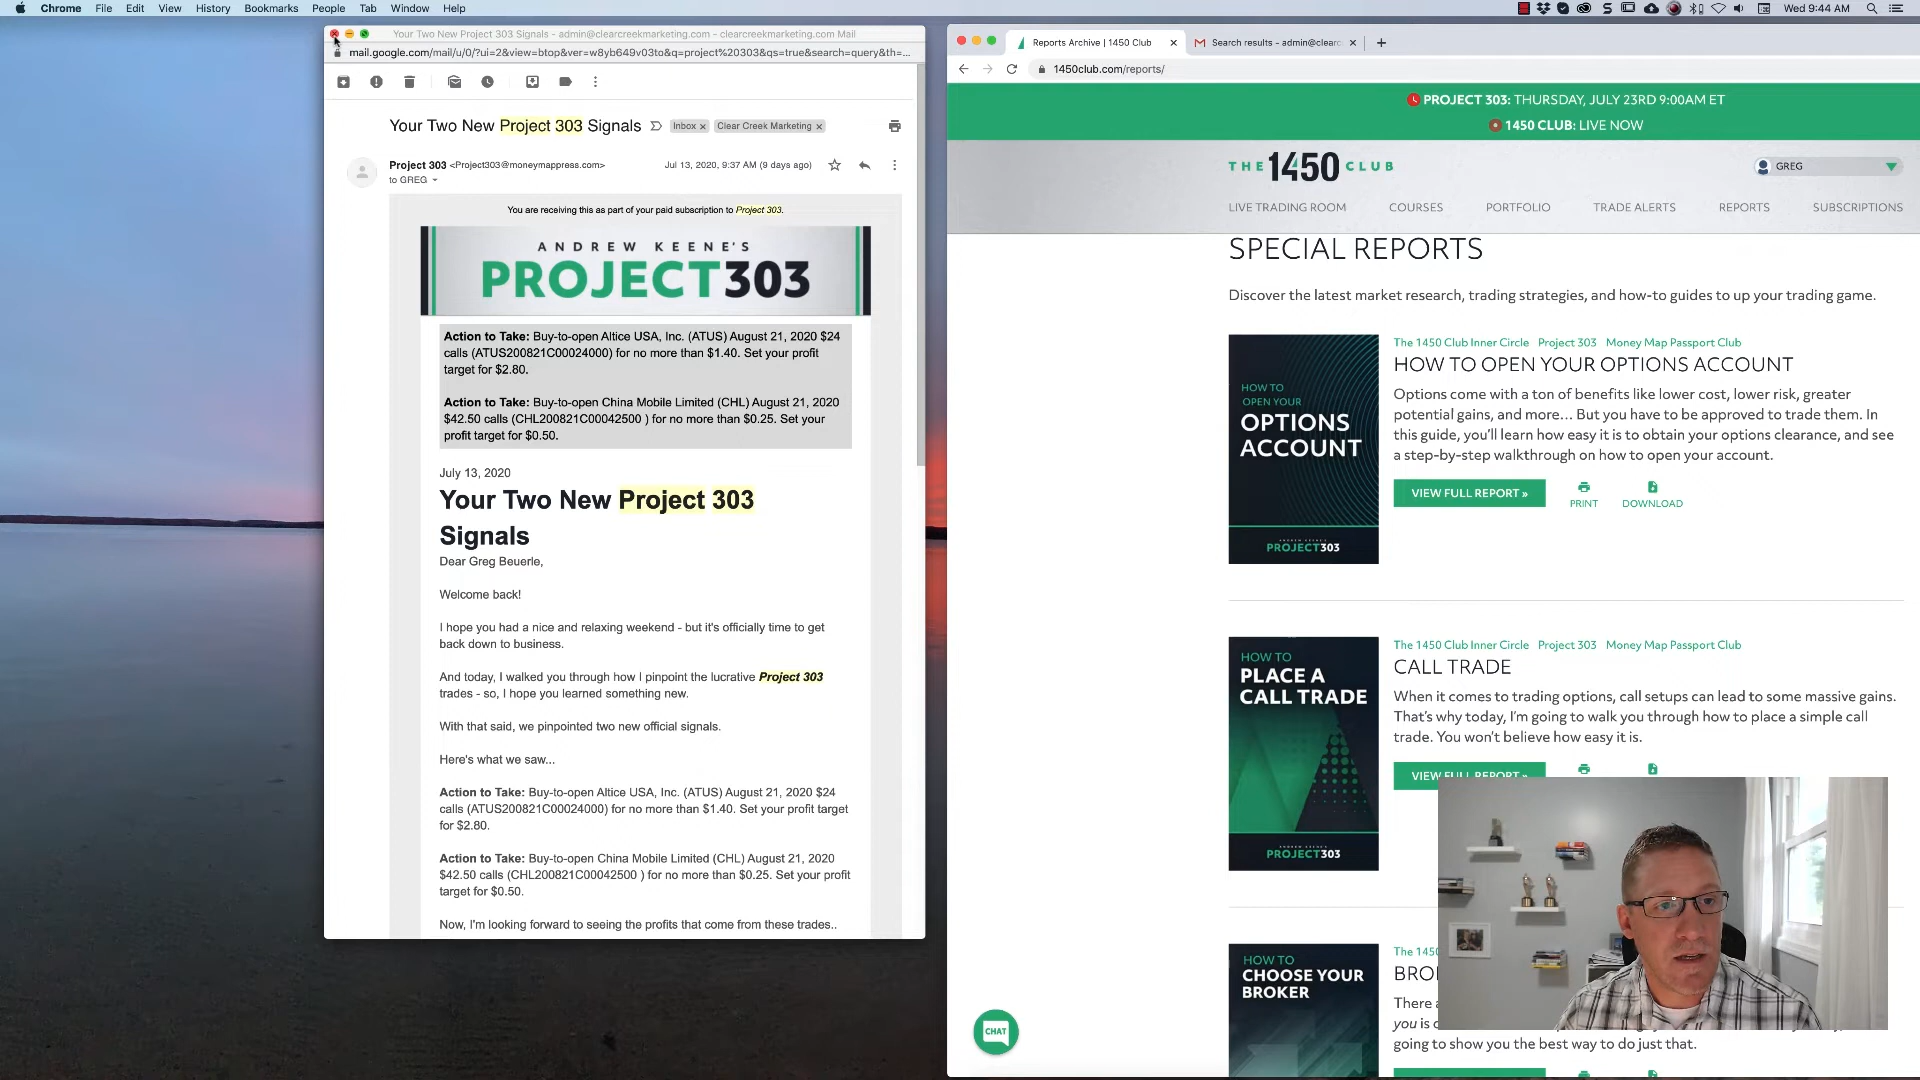 Chrome File Edit View History Bookmarks People Tab Window Help
Wed 9:44 AM
Your Two New Project 303 Signals - admin@clearcreekmarketing.com - clearcreekmarketing.com Mail
mail.google.com/mail/u/0/?ui=2&view=btop&ver=w8yb649v03to&q=project%20303&qs=true&search=query&th=...
Your Two New Project 303 Signals Inbox x Clear Creek Marketing x
Project 303 <Project303@moneymappress.com> Jul 13, 2020, 9:37 AM (9 days ago)
to GREG
You are receiving this as part of your paid subscription to Project 303.
ANDREW KEENE'S
PROJECT303
Action to Take: Buy-to-open Altice USA, Inc. (ATUS) August 21, 2020 $24
calls (ATUS200821C00024000) for no more than $1.40. Set your profit
target for $2.80.
Action to Take: Buy-to-open China Mobile Limited (CHL) August 21, 2020
$42.50 calls (CHL200821C00042500 ) for no more than $0.25. Set your
profit target for $0.50.
July 13, 2020
Your Two New Project 303
Signals
Dear Greg Beuerle,
Welcome back!
I hope you had a nice and relaxing weekend - but it's officially time to get
back down to business.
And today, I walked you through how I pinpoint the lucrative Project 303
trades - so, I hope you learned something new.
With that said, we pinpointed two new official signals.
Here's what we saw...
Action to Take: Buy-to-open Altice USA, Inc. (ATUS) August 21, 2020 $24
calls (ATUS200821C00024000) for no more than $1.40. Set your profit target
for $2.80.
Action to Take: Buy-to-open China Mobile Limited (CHL) August 21, 2020
$42.50 calls (CHL200821C00042500 ) for no more than $0.25. Set your profit
target for $0.50.
Now, I'm looking forward to seeing the profits that come from these trades..
Reports Archive | 1450 Club Search results - admin@clearc
1450club.com/reports/
PROJECT 303: THURSDAY, JULY 23RD 9:00AM ET
1450 CLUB: LIVE NOW
THE 1450 CLUB
GREG
LIVE TRADING ROOM COURSES PORTFOLIO TRADE ALERTS REPORTS SUBSCRIPTIONS
SPECIAL REPORTS
Discover the latest market research, trading strategies, and how-to guides to up your trading game.
HOW TO
OPEN YOUR
OPTIONS
ACCOUNT
ANDREW KEENE'S
PROJECT303
The 1450 Club Inner Circle Project 303 Money Map Passport Club
HOW TO OPEN YOUR OPTIONS ACCOUNT
Options come with a ton of benefits like lower cost, lower risk, greater
potential gains, and more... But you have to be approved to trade them. In
this guide, you'll learn how easy it is to obtain your options clearance, and see
a step-by-step walkthrough on how to open your account.
VIEW FULL REPORT » PRINT DOWNLOAD
HOW TO
PLACE A
CALL TRADE
ANDREW KEENE'S
PROJECT303
The 1450 Club Inner Circle Project 303 Money Map Passport Club
CALL TRADE
When it comes to trading options, call setups can lead to some massive gains.
That's why today, I'm going to walk you through how to place a simple call
trade. You won't believe how easy it is.
VIEW FULL REPORT »
HOW TO
CHOOSE YOUR
BROKER
The 1450
There
you is
going to show you the best way to do just that.
CHAT